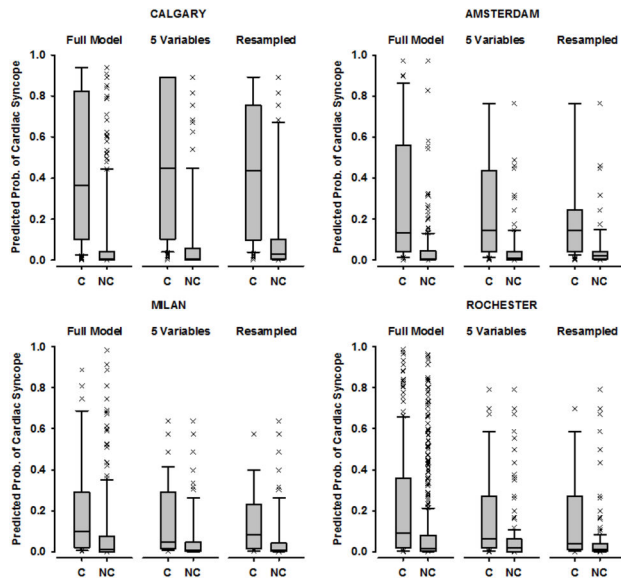 CALGARY
Full Model 5 Variables Resampled
Predicted Prob. of Cardiac Syncope
1.0
0.8
0.6
0.4
0.2
0.0
C NC C NC C NC
AMSTERDAM
Full Model 5 Variables Resampled
Predicted Prob. of Cardiac Syncope
1.0
0.8
0.6
0.4
0.2
0.0
C NC C NC C NC
MILAN
Full Model 5 Variables Resampled
Predicted Prob. of Cardiac Syncope
1.0
0.8
0.6
0.4
0.2
0.0
C NC C NC C NC
ROCHESTER
Full Model 5 Variables Resampled
Predicted Prob. of Cardiac Syncope
1.0
0.8
0.6
0.4
0.2
0.0
C NC C NC C NC